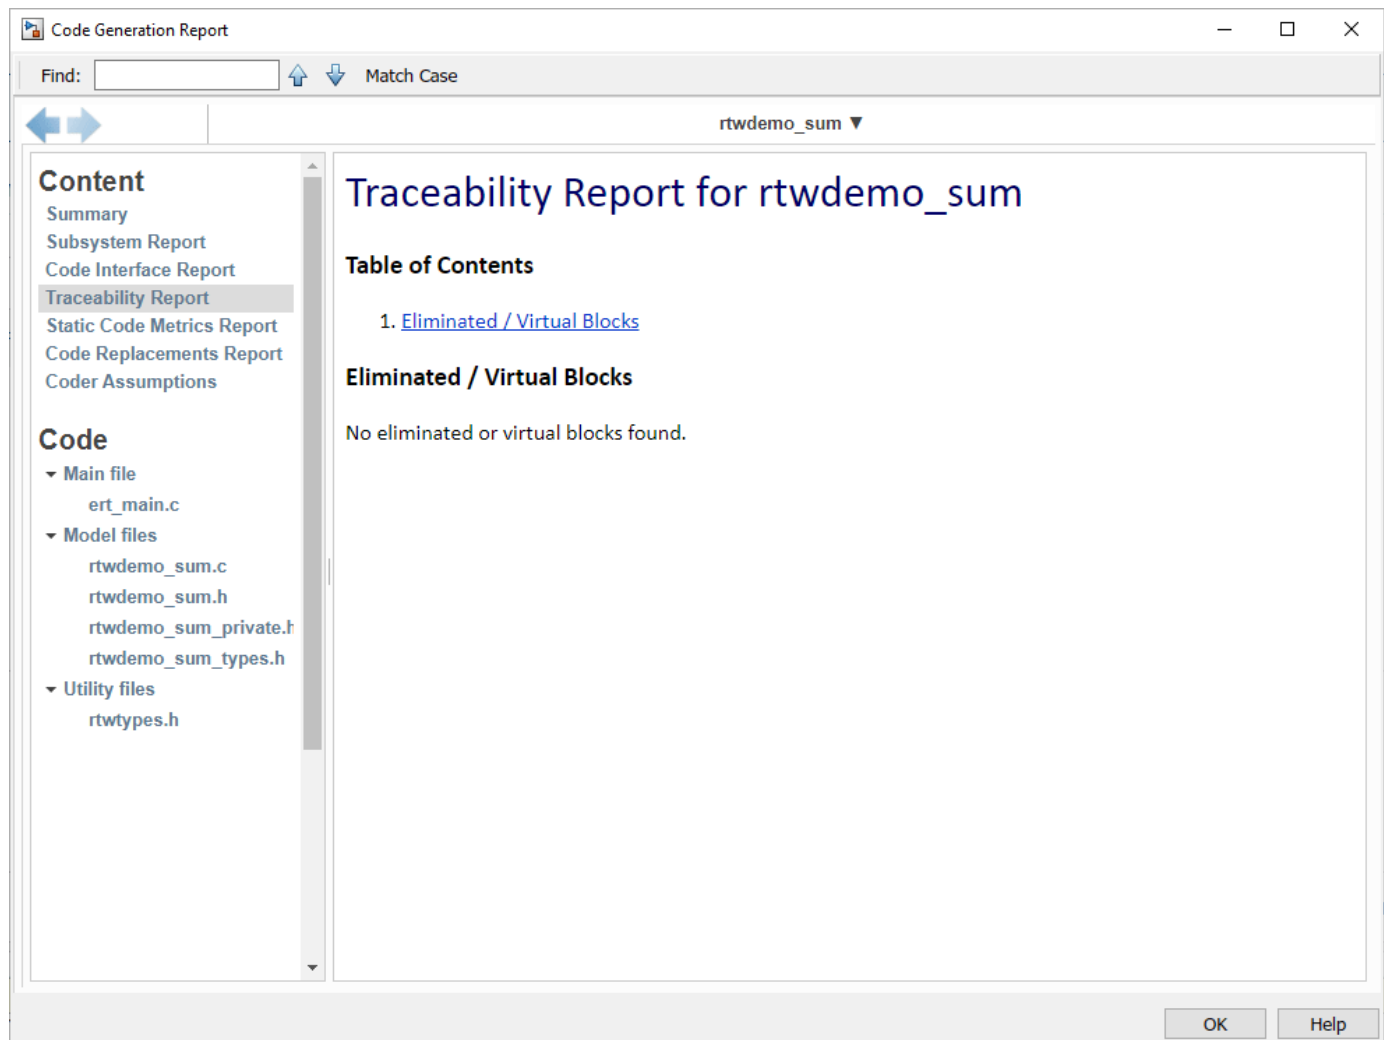 Code Generation Report
Find:
Match Case
rtwdemo_sum ▼
Content
Summary
Subsystem Report
Code Interface Report
Traceability Report
Static Code Metrics Report
Code Replacements Report
Coder Assumptions
Code
Main file
ert_main.c
Model files
rtwdemo_sum.c
rtwdemo_sum.h
rtwdemo_sum_private.h
rtwdemo_sum_types.h
Utility files
rtwtypes.h
Traceability Report for rtwdemo_sum
Table of Contents
1. Eliminated / Virtual Blocks
Eliminated / Virtual Blocks
No eliminated or virtual blocks found.
OK
Help